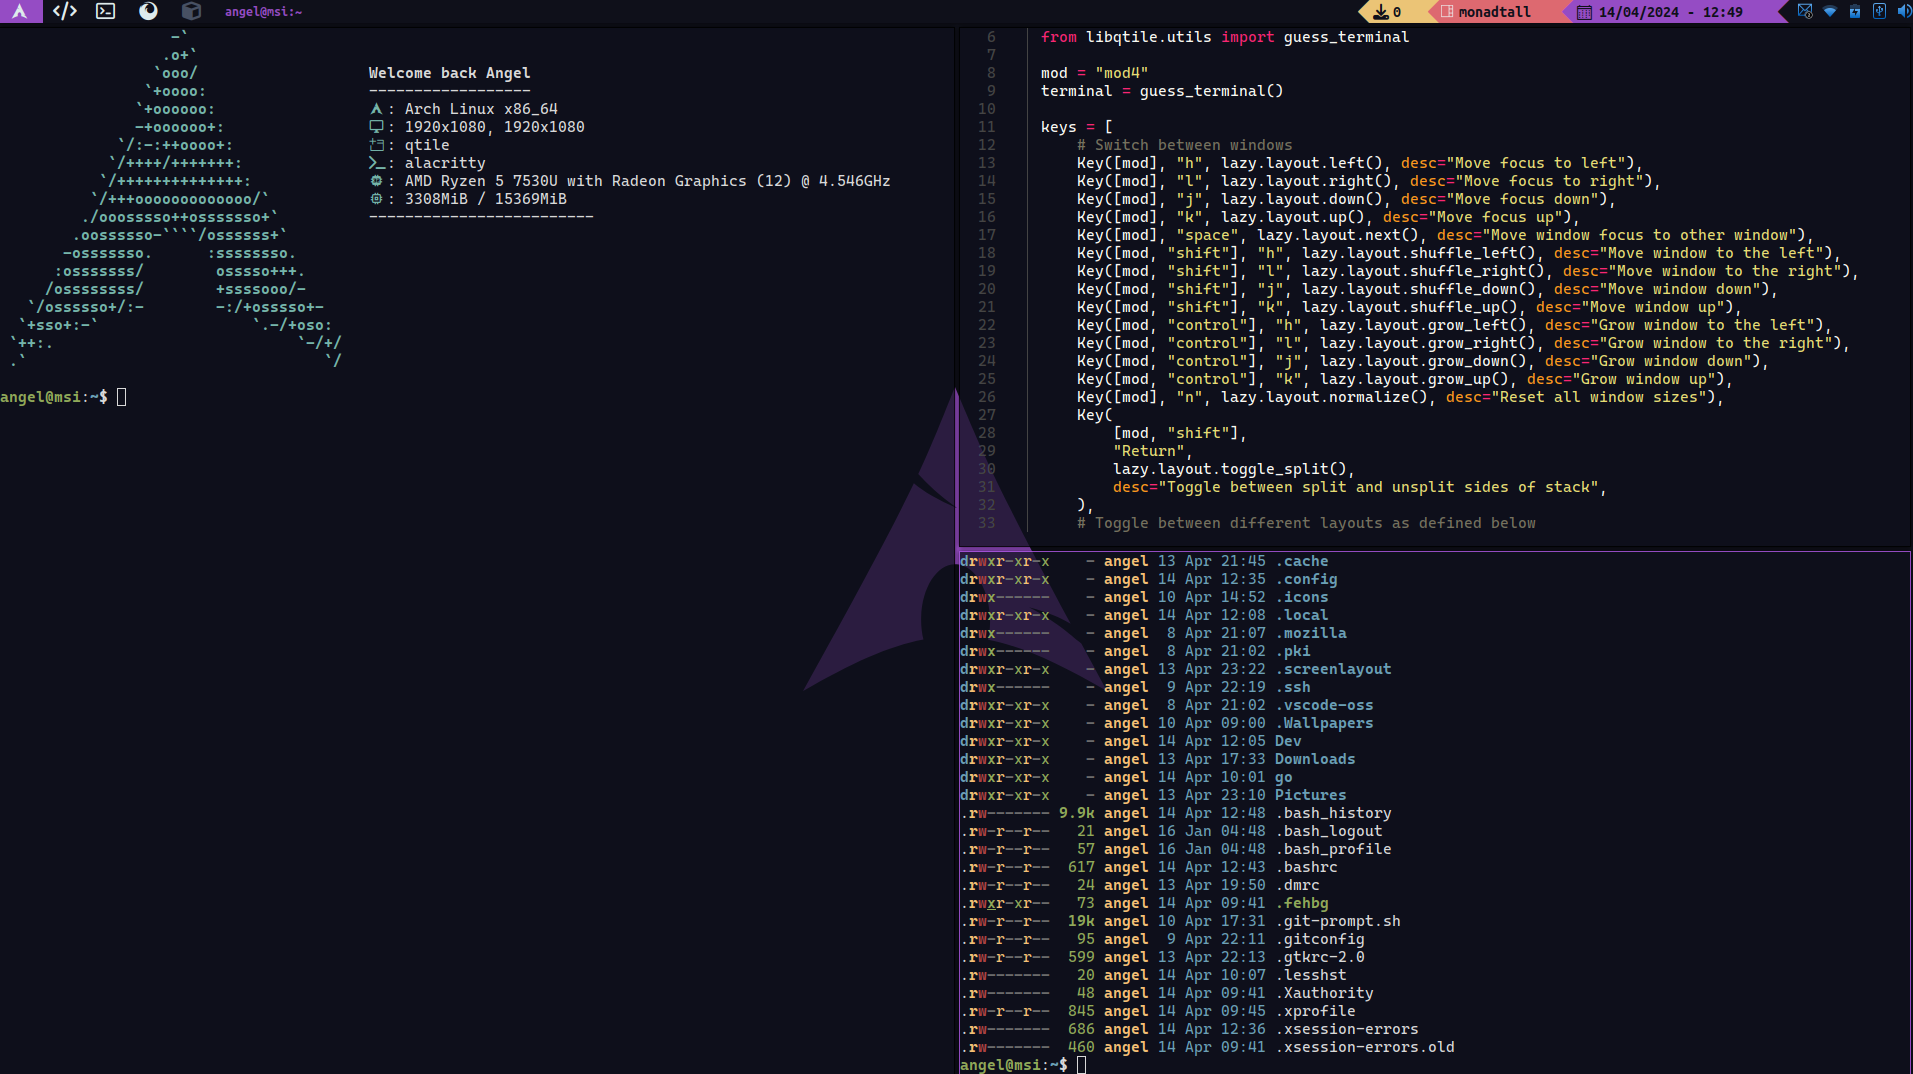 angel@msi:~
0
monadtall
14/04/2024 - 12:49
-`
.o+`
`ooo/
`+oooo:
`+oooooo:
-+oooooo+:
`/:-:++oooo+:
`/++++/+++++++:
`/++++++++++++++:
`/+++ooooooooooooo/`
./ooosssso++osssssso+`
.oossssso-````/ossssss+`
-osssssso.      :ssssssso.
:osssssss/        osssso+++.
/ossssssss/        +ssssooo/-
`/ossssso+/:-        -:/+osssso+-
`+sso+:-`                 `.-/+oso:
`++:.                           `-/+/
.`                                 `/
Welcome back Angel
------------------
: Arch Linux x86_64
: 1920x1080, 1920x1080
: qtile
: alacritty
: AMD Ryzen 5 7530U with Radeon Graphics (12) @ 4.546GHz
: 3308MiB / 15369MiB
-------------------------
angel@msi:~$
6 from libqtile.utils import guess_terminal
7
8 mod = "mod4"
9 terminal = guess_terminal()
10
11 keys = [
12     # Switch between windows
13     Key([mod], "h", lazy.layout.left(), desc="Move focus to left"),
14     Key([mod], "l", lazy.layout.right(), desc="Move focus to right"),
15     Key([mod], "j", lazy.layout.down(), desc="Move focus down"),
16     Key([mod], "k", lazy.layout.up(), desc="Move focus up"),
17     Key([mod], "space", lazy.layout.next(), desc="Move window focus to other window"),
18     Key([mod, "shift"], "h", lazy.layout.shuffle_left(), desc="Move window to the left"),
19     Key([mod, "shift"], "l", lazy.layout.shuffle_right(), desc="Move window to the right"),
20     Key([mod, "shift"], "j", lazy.layout.shuffle_down(), desc="Move window down"),
21     Key([mod, "shift"], "k", lazy.layout.shuffle_up(), desc="Move window up"),
22     Key([mod, "control"], "h", lazy.layout.grow_left(), desc="Grow window to the left"),
23     Key([mod, "control"], "l", lazy.layout.grow_right(), desc="Grow window to the right"),
24     Key([mod, "control"], "j", lazy.layout.grow_down(), desc="Grow window down"),
25     Key([mod, "control"], "k", lazy.layout.grow_up(), desc="Grow window up"),
26     Key([mod], "n", lazy.layout.normalize(), desc="Reset all window sizes"),
27     Key(
28         [mod, "shift"],
29         "Return",
30         lazy.layout.toggle_split(),
31         desc="Toggle between split and unsplit sides of stack",
32     ),
33     # Toggle between different layouts as defined below
drwxr-xr-x    - angel 13 Apr 21:45 .cache
drwxr-xr-x    - angel 14 Apr 12:35 .config
drwx------    - angel 10 Apr 14:52 .icons
drwxr-xr-x    - angel 14 Apr 12:08 .local
drwx------    - angel  8 Apr 21:07 .mozilla
drwx------    - angel  8 Apr 21:02 .pki
drwxr-xr-x    - angel 13 Apr 23:22 .screenlayout
drwx------    - angel  9 Apr 22:19 .ssh
drwxr-xr-x    - angel  8 Apr 21:02 .vscode-oss
drwxr-xr-x    - angel 10 Apr 09:00 .Wallpapers
drwxr-xr-x    - angel 14 Apr 12:05 Dev
drwxr-xr-x    - angel 13 Apr 17:33 Downloads
drwxr-xr-x    - angel 14 Apr 10:01 go
drwxr-xr-x    - angel 13 Apr 23:10 Pictures
.rw------- 9.9k angel 14 Apr 12:48 .bash_history
.rw-r--r--   21 angel 16 Jan 04:48 .bash_logout
.rw-r--r--   57 angel 16 Jan 04:48 .bash_profile
.rw-r--r--  617 angel 14 Apr 12:43 .bashrc
.rw-r--r--   24 angel 13 Apr 19:50 .dmrc
.rwxr-xr--   73 angel 14 Apr 09:41 .fehbg
.rw-r--r--  19k angel 10 Apr 17:31 .git-prompt.sh
.rw-r--r--   95 angel  9 Apr 22:11 .gitconfig
.rw-r--r--  599 angel 13 Apr 22:13 .gtkrc-2.0
.rw-------   20 angel 14 Apr 10:07 .lesshst
.rw-------   48 angel 14 Apr 09:41 .Xauthority
.rw-r--r--  845 angel 14 Apr 09:45 .xprofile
.rw-------  686 angel 14 Apr 12:36 .xsession-errors
.rw-------  460 angel 14 Apr 09:41 .xsession-errors.old
angel@msi:~$